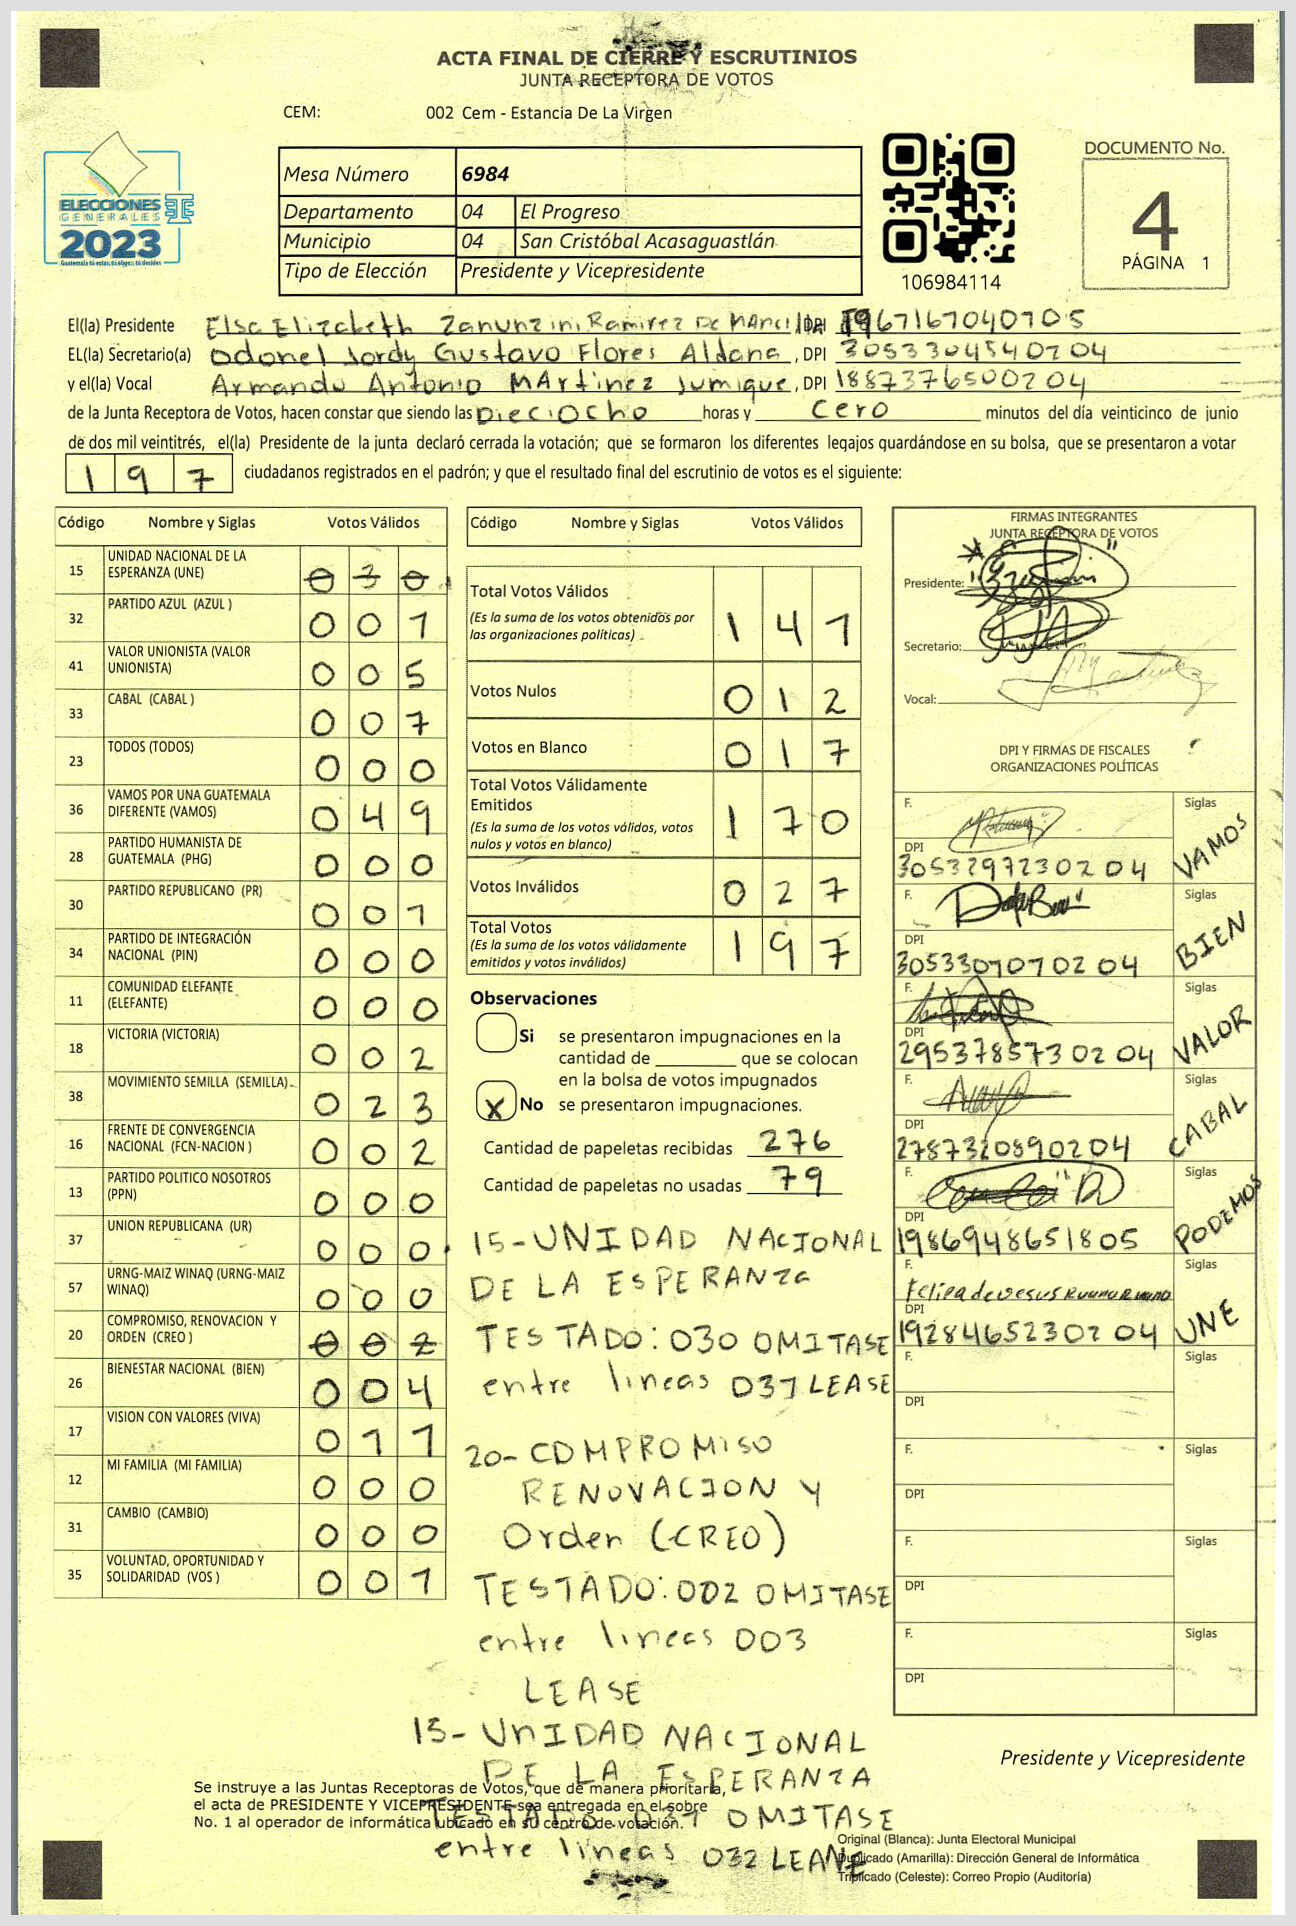 ACTA FINAL DE CIERRE Y ESCRUTINIOS
JUNTA RECEPTORA DE VOTOS
CEM: 002 Cem - Estancia De La Virgen
ELECCIONES
GENERALES
2023
Mesa Número 6984
Departamento 04 El Progreso
Municipio 04 San Cristóbal Acasaguastlán
Tipo de Elección Presidente y Vicepresidente
106984114
DOCUMENTO No.
4
PÁGINA 1
El(la) Presidente Elsa Elizabeth Zanunzini Ramirez De Mancilla DPI 1967167040705
EL(la) Secretario(a) Odonel Jordy Gustavo Flores Aldana, DPI 3053304540204
y el(la) Vocal Armando Antonio MArtinez Jumique, DPI 1887376500204
de la Junta Receptora de Votos, hacen constar que siendo las DiecIOcho horas y Cero minutos del día veinticinco de junio
de dos mil veintitrés, el(la) Presidente de la junta declaró cerrada la votación; que se formaron los diferentes legajos guardándose en su bolsa, que se presentaron a votar
197 ciudadanos registrados en el padrón; y que el resultado final del escrutinio de votos es el siguiente:
Código Nombre y Siglas Votos Válidos
15 UNIDAD NACIONAL DE LA ESPERANZA (UNE) 0 3 0
32 PARTIDO AZUL (AZUL ) 0 0 1
41 VALOR UNIONISTA (VALOR UNIONISTA) 0 0 5
33 CABAL (CABAL ) 0 0 7
23 TODOS (TODOS) 0 0 0
36 VAMOS POR UNA GUATEMALA DIFERENTE (VAMOS) 0 4 9
28 PARTIDO HUMANISTA DE GUATEMALA (PHG) 0 0 0
30 PARTIDO REPUBLICANO (PR) 0 0 1
34 PARTIDO DE INTEGRACIÓN NACIONAL (PIN) 0 0 0
11 COMUNIDAD ELEFANTE (ELEFANTE) 0 0 0
18 VICTORIA (VICTORIA) 0 0 2
38 MOVIMIENTO SEMILLA (SEMILLA) 0 2 3
16 FRENTE DE CONVERGENCIA NACIONAL (FCN-NACION ) 0 0 2
13 PARTIDO POLITICO NOSOTROS (PPN) 0 0 0
37 UNION REPUBLICANA (UR) 0 0 0
57 URNG-MAIZ WINAQ (URNG-MAIZ WINAQ) 0 0 0
20 COMPROMISO, RENOVACION Y ORDEN (CREO ) 0 0 2
26 BIENESTAR NACIONAL (BIEN) 0 0 4
17 VISION CON VALORES (VIVA) 0 1 1
12 MI FAMILIA (MI FAMILIA) 0 0 0
31 CAMBIO (CAMBIO) 0 0 0
35 VOLUNTAD, OPORTUNIDAD Y SOLIDARIDAD (VOS ) 0 0 1
Código Nombre y Siglas Votos Válidos
Total Votos Válidos 1 4 1
(Es la suma de los votos obtenidos por
las organizaciones políticas)
Votos Nulos 0 1 2
Votos en Blanco 0 1 7
Total Votos Válidamente
Emitidos 1 7 0
(Es la suma de los votos válidos, votos
nulos y votos en blanco)
Votos Inválidos 0 2 7
Total Votos 1 9 7
(Es la suma de los votos válidamente
emitidos y votos inválidos)
Observaciones
Si se presentaron impugnaciones en la
cantidad de ________ que se colocan
en la bolsa de votos impugnados
X No se presentaron impugnaciones.
Cantidad de papeletas recibidas 276
Cantidad de papeletas no usadas 79
15-UNIDAD NACIONAL
DE LA ESPERANZA
TESTADO: 030 OMITASE
entre lineas 031 LEASE
20-COMPROMISO
RENOVACION Y
Orden (CREO)
TESTADO: 002 OMITASE
entre lineas 003
LEASE
15-UNIDAD NACIONAL
DE LA ESPERANZA
TESTADO. 031 OMITASE
entre lineas 032 LEANE
FIRMAS INTEGRANTES
JUNTA RECEPTORA DE VOTOS
Presidente:
Secretario:
Vocal:
DPI Y FIRMAS DE FISCALES
ORGANIZACIONES POLÍTICAS
F. Siglas VAMOS
DPI 3053297230204
F. Siglas BIEN
DPI 3053307070204
F. Siglas VALOR
DPI 2953785730204
F. Siglas CABAL
DPI 2787320890204
F. Siglas PODEMOS
DPI 1986948651805
F. Felipa de Jesus Ruano Ruano Siglas UNE
DPI 1928465230204
F. Siglas
DPI
F. Siglas
DPI
F. Siglas
DPI
F. Siglas
DPI
Presidente y Vicepresidente
Se instruye a las Juntas Receptoras de Votos, que de manera prioritaria,
el acta de PRESIDENTE Y VICEPRESIDENTE sea entregada en el sobre
No. 1 al operador de informática ubicado en su centro de votación.
Original (Blanca): Junta Electoral Municipal
Duplicado (Amarilla): Dirección General de Informática
Triplicado (Celeste): Correo Propio (Auditoría)